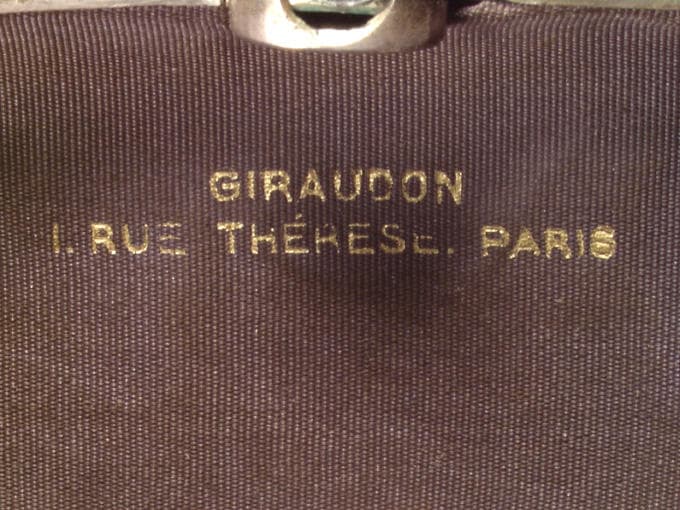 GIRAUDON
1. RUE THÉRESE. PARIS